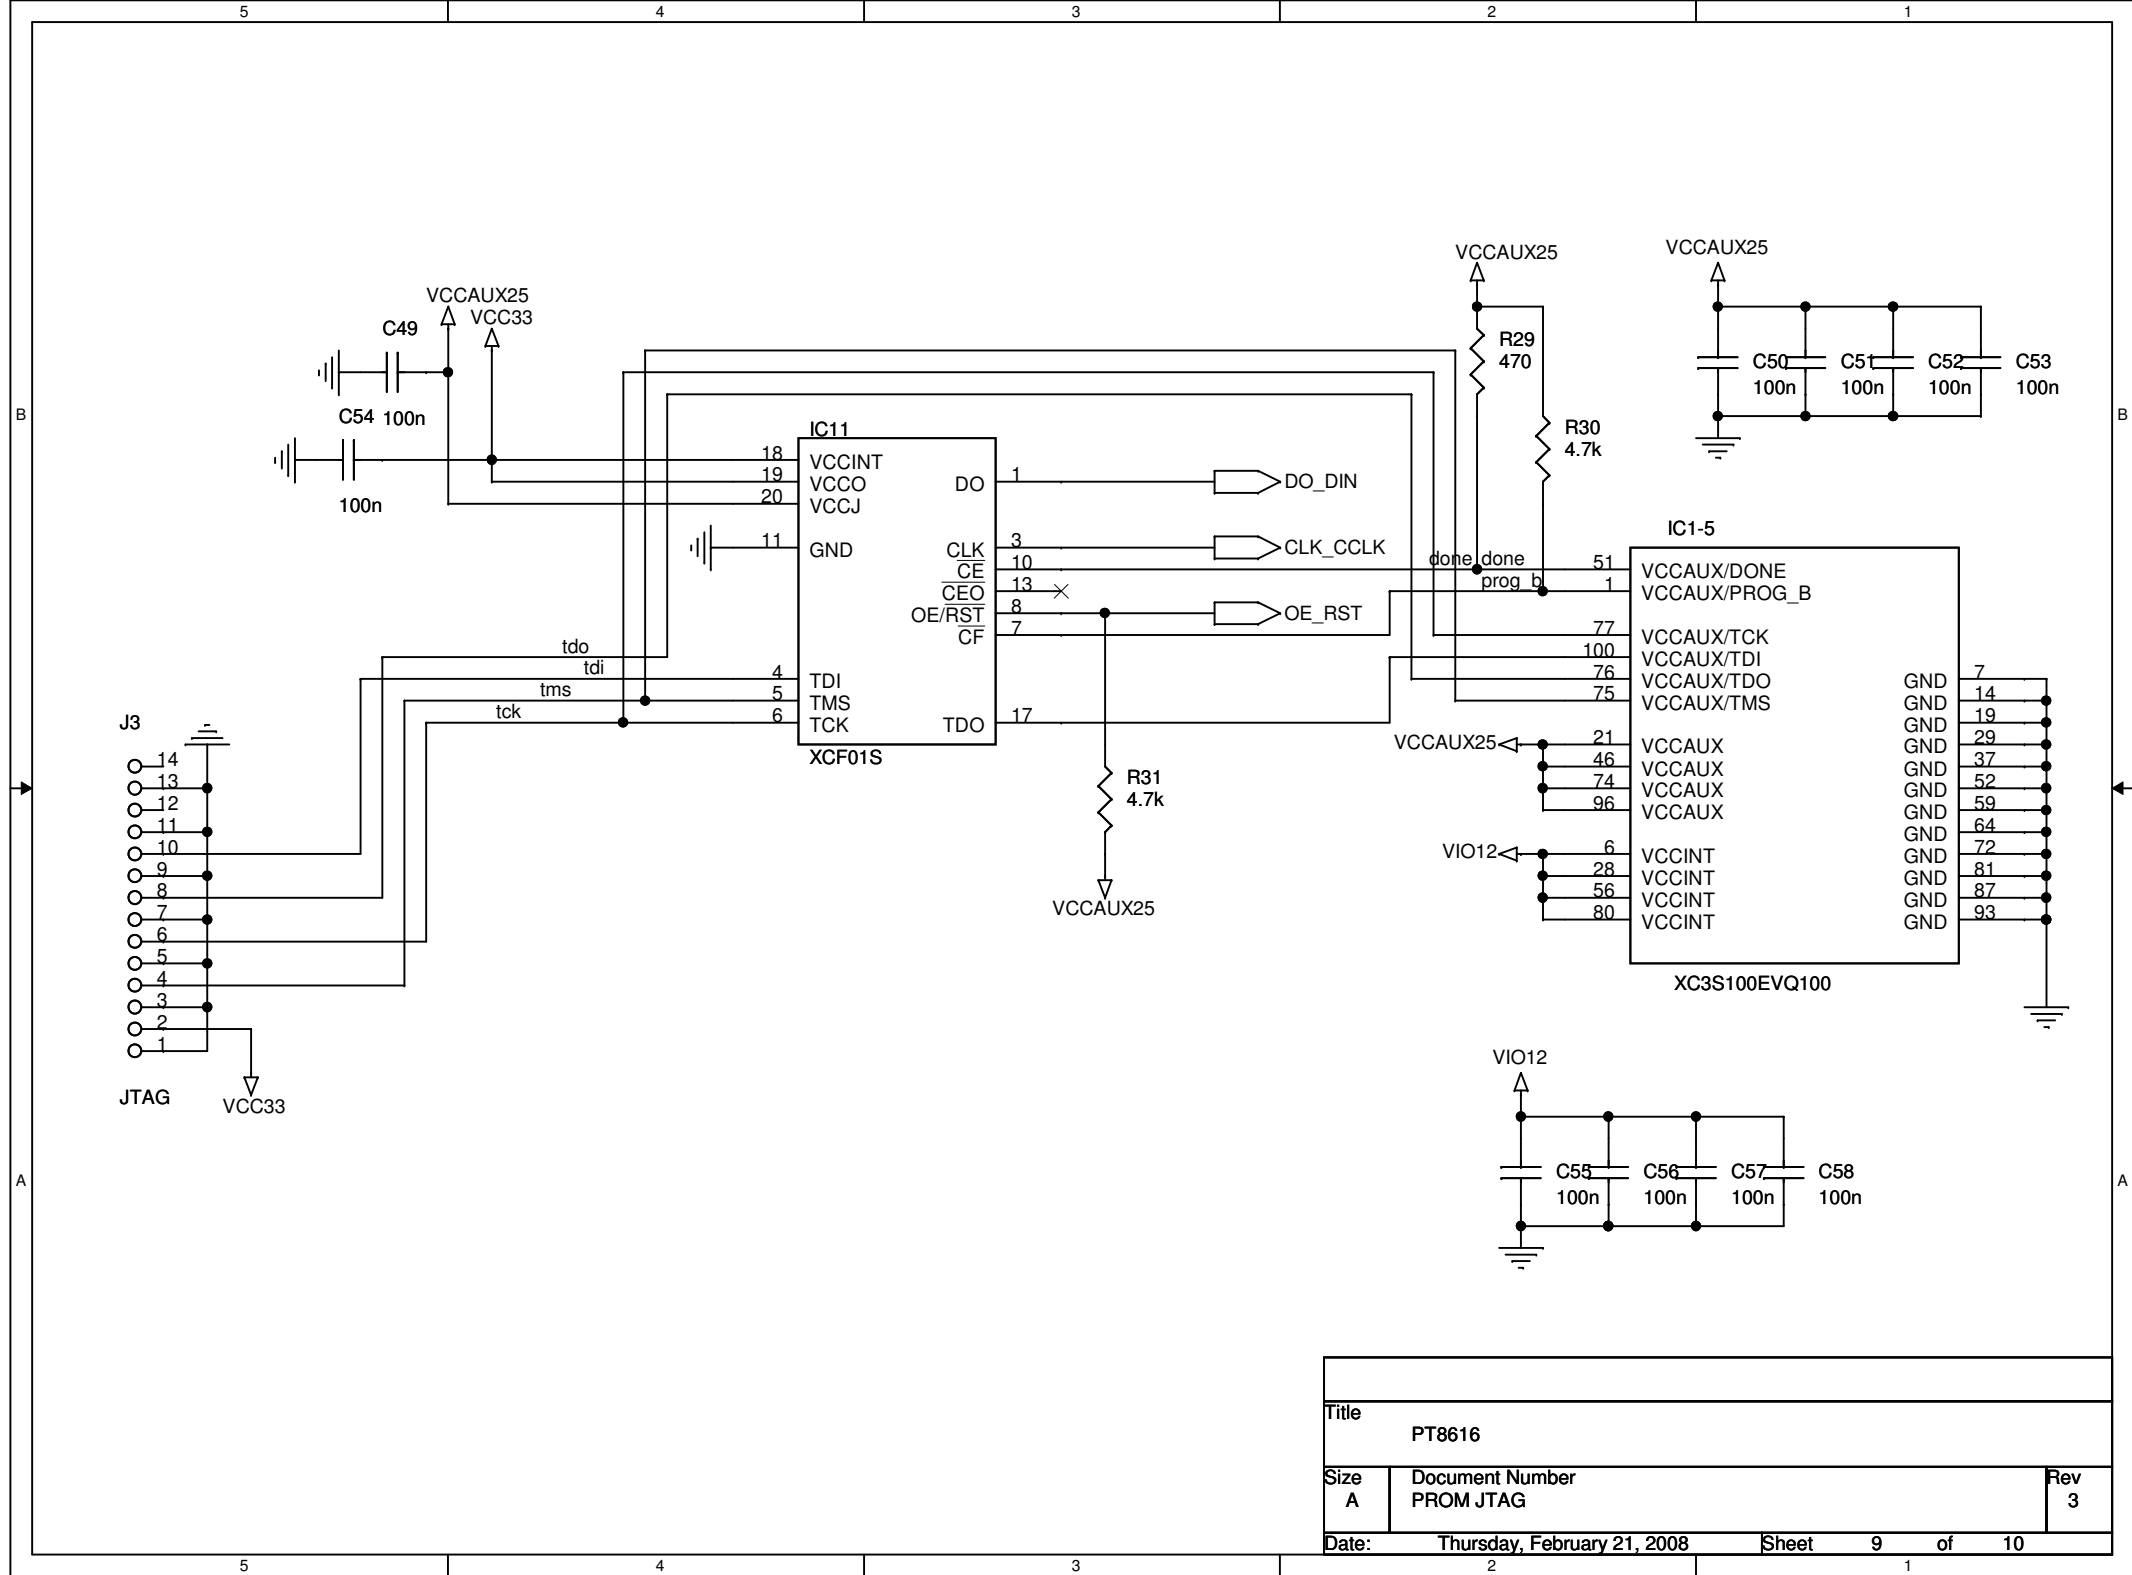 5 4 3 2 1
VCCAUX25
VCCAUX25
VCCAUX25
VCC33
C49
100n
C54
100n
R29
470
R30
4.7k
C50
100n
C51
100n
C52
100n
C53
100n
B
B
IC11
18 VCCINT
19 VCCO
20 VCCJ
11 GND
4 TDI
5 TMS
6 TCK
DO 1
CLK 3
CE 10
CEO 13
OE/RST 8
CF 7
TDO 17
XCF01S
DO_DIN
CLK_CCLK
OE_RST
done done
prog_b
tdo
tdi
tms
tck
R31
4.7k
VCCAUX25
IC1-5
51 VCCAUX/DONE
1 VCCAUX/PROG_B
77 VCCAUX/TCK
100 VCCAUX/TDI
76 VCCAUX/TDO
75 VCCAUX/TMS
VCCAUX25
21 VCCAUX
46 VCCAUX
74 VCCAUX
96 VCCAUX
VIO12
6 VCCINT
28 VCCINT
56 VCCINT
80 VCCINT
GND 7
GND 14
GND 19
GND 29
GND 37
GND 52
GND 59
GND 64
GND 72
GND 81
GND 87
GND 93
XC3S100EVQ100
J3
14
13
12
11
10
9
8
7
6
5
4
3
2
1
JTAG
VCC33
VIO12
C55
100n
C56
100n
C57
100n
C58
100n
A
A
Title
PT8616
Size
A
Document Number
PROM JTAG
Rev
3
Date: Thursday, February 21, 2008 Sheet 9 of 10
5 4 3 2 1